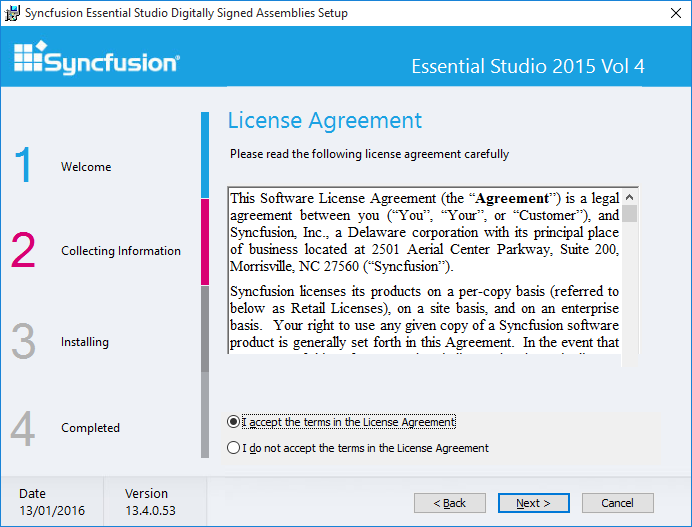 Syncfusion Essential Studio Digitally Signed Assemblies Setup
Syncfusion®
Essential Studio 2015 Vol 4
1 Welcome
2 Collecting Information
3 Installing
4 Completed
License Agreement
Please read the following license agreement carefully
This Software License Agreement (the “Agreement”) is a legal
agreement between you (“You”, “Your”, or “Customer”), and
Syncfusion, Inc., a Delaware corporation with its principal place
of business located at 2501 Aerial Center Parkway, Suite 200,
Morrisville, NC 27560 (“Syncfusion”).
Syncfusion licenses its products on a per-copy basis (referred to
below as Retail Licenses), on a site basis, and on an enterprise
basis. Your right to use any given copy of a Syncfusion software
product is generally set forth in this Agreement. In the event that
I accept the terms in the License Agreement
I do not accept the terms in the License Agreement
Date
13/01/2016
Version
13.4.0.53
< Back
Next >
Cancel